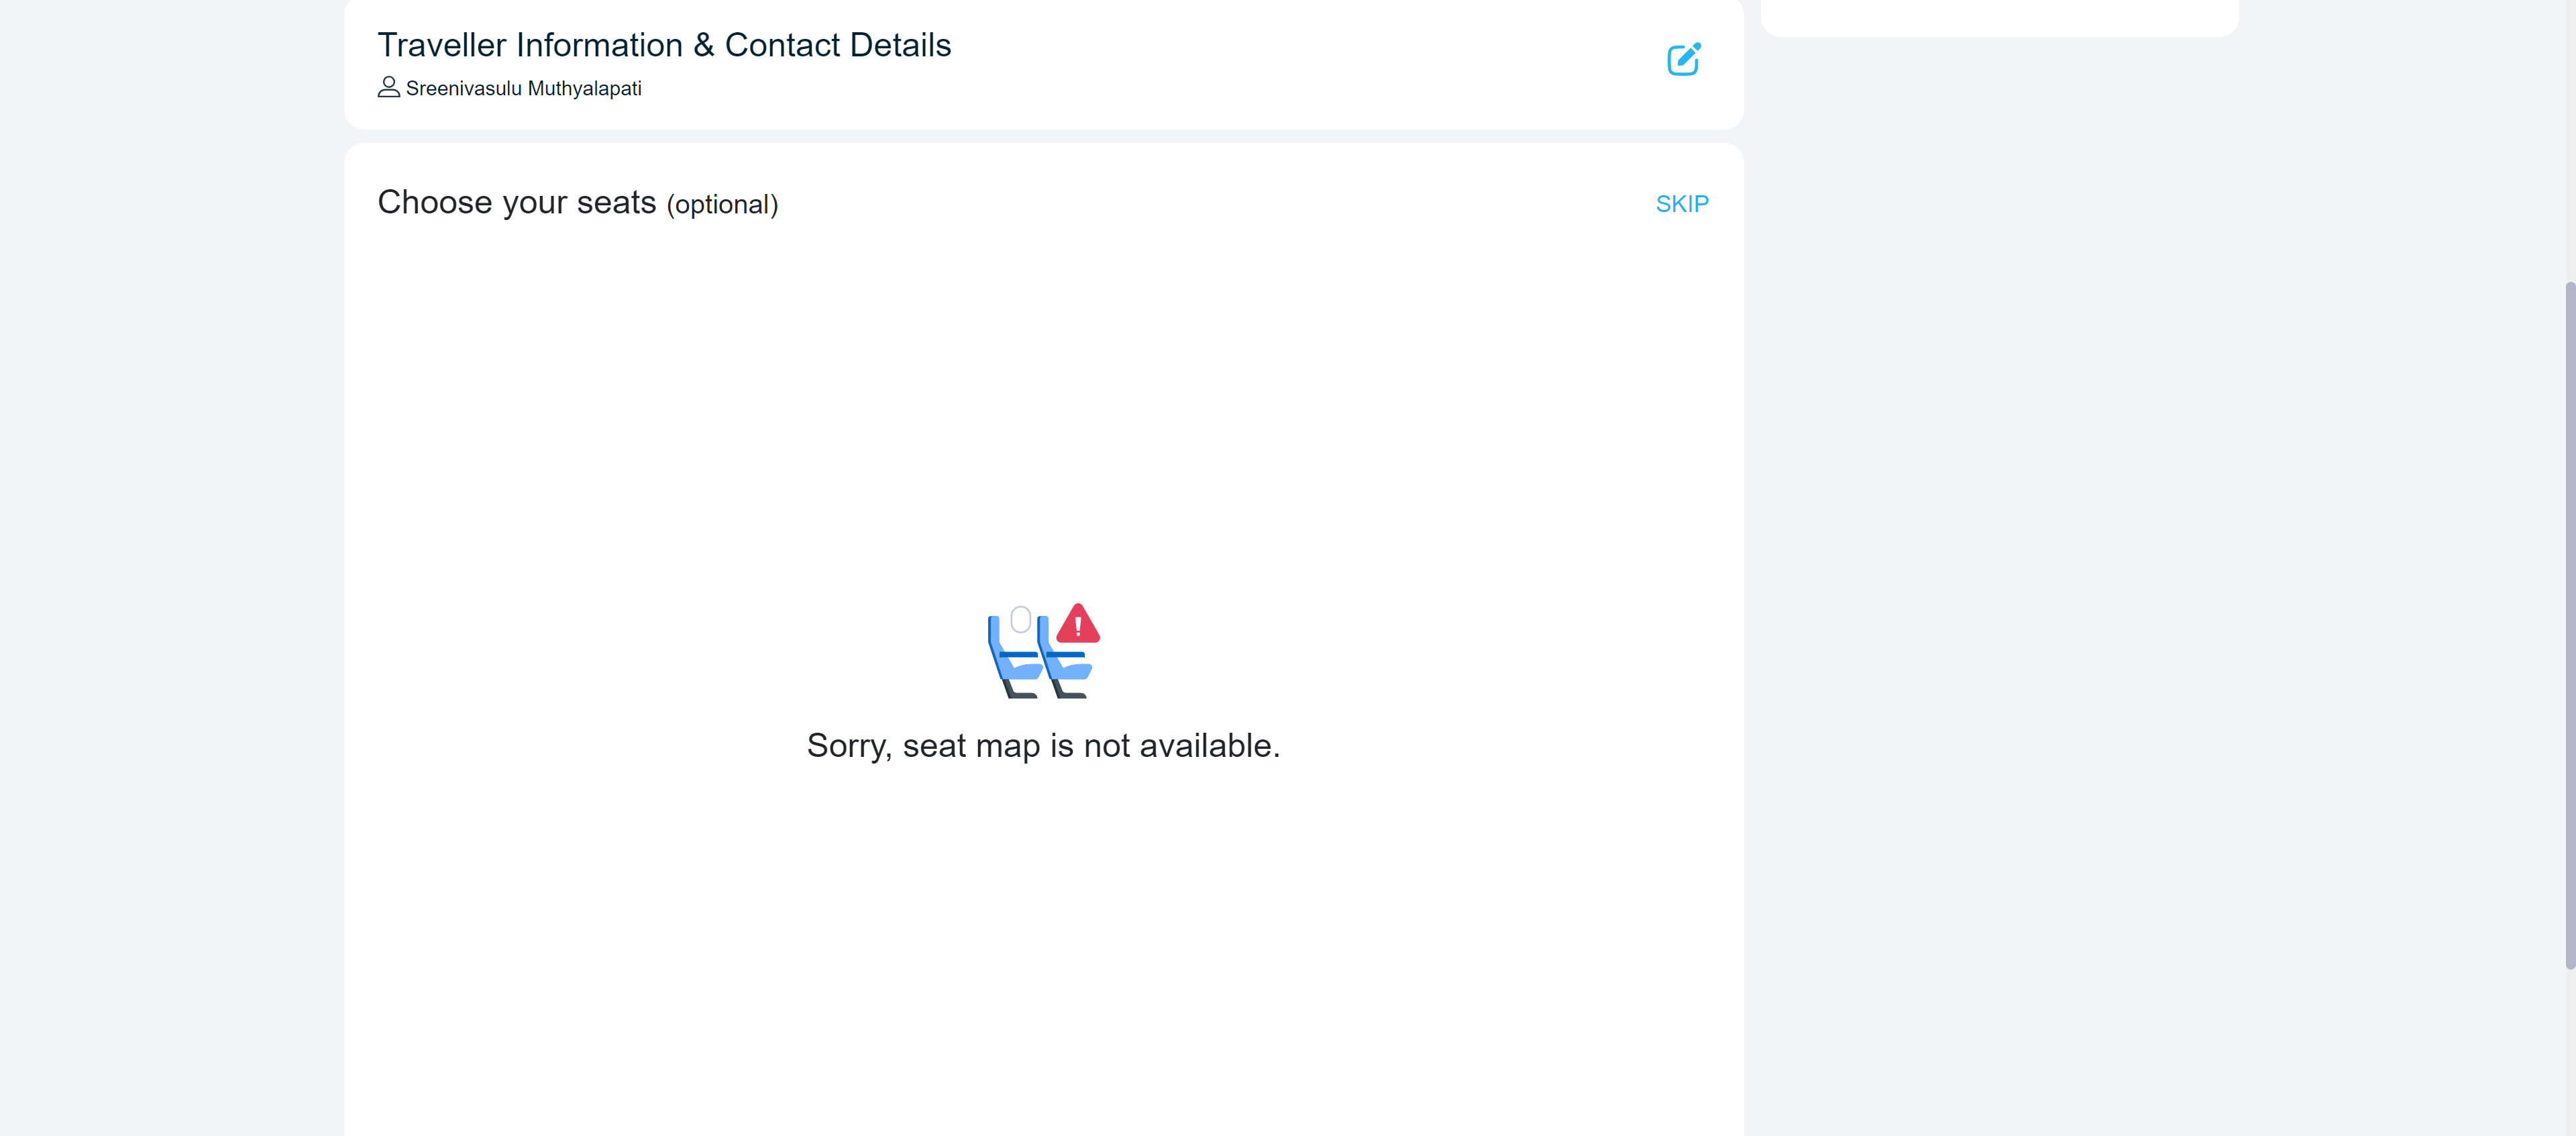 Traveller Information & Contact Details
Sreenivasulu Muthyalapati
Choose your seats (optional)
SKIP
Sorry, seat map is not available.